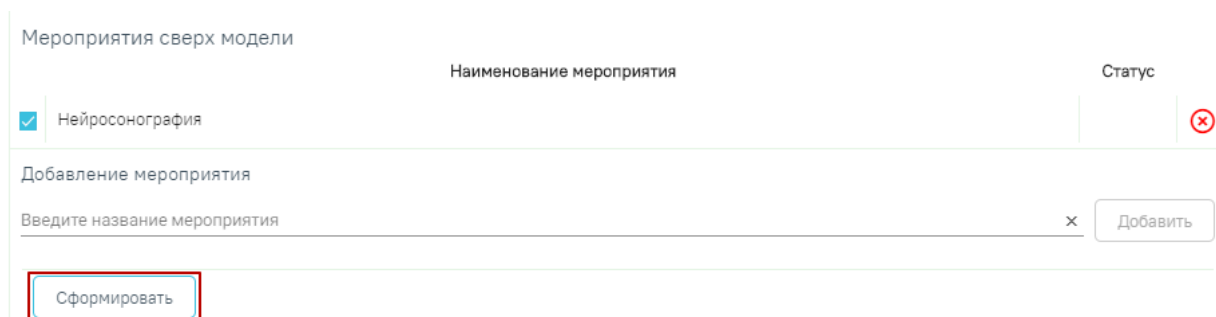 Мероприятия сверх модели
Наименование мероприятия Статус
Нейросонография
Добавление мероприятия
Введите название мероприятия Добавить
Сформировать